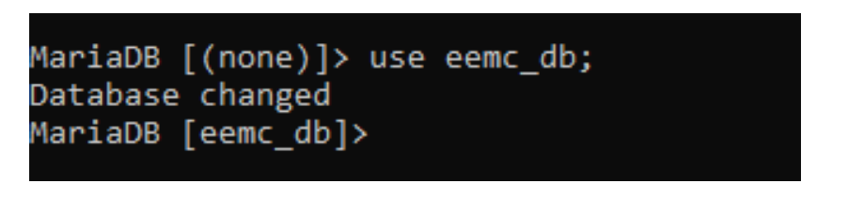 MariaDB [(none)]> use eemc_db;
Database changed
MariaDB [eemc_db]>